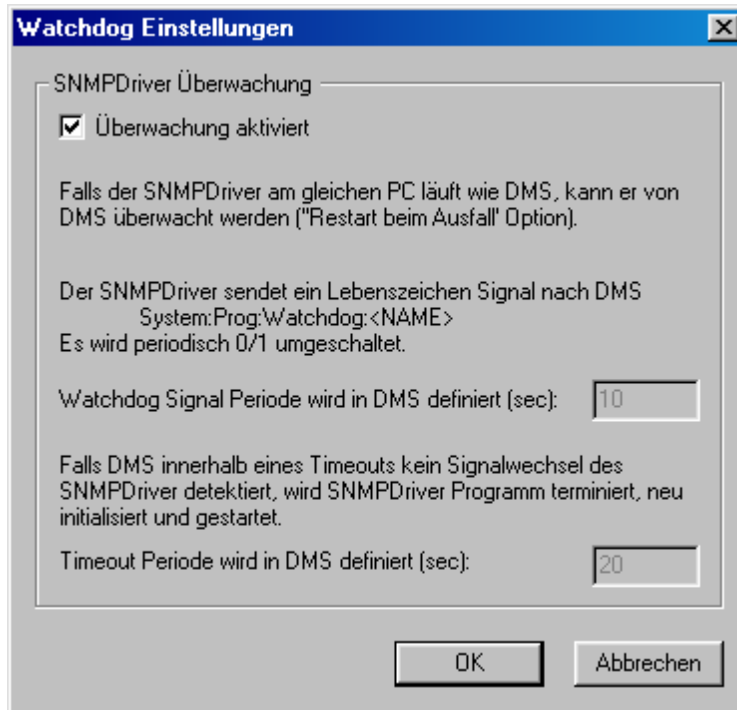 Watchdog Einstellungen
SNMPDriver Überwachung
Überwachung aktiviert
Falls der SNMPDriver am gleichen PC läuft wie DMS, kann er von
DMS überwacht werden ("Restart beim Ausfall' Option).
Der SNMPDriver sendet ein Lebenszeichen Signal nach DMS
System:Prog:Watchdog:<NAME>
Es wird periodisch 0/1 umgeschaltet.
Watchdog Signal Periode wird in DMS definiert (sec): 10
Falls DMS innerhalb eines Timeouts kein Signalwechsel des
SNMPDriver detektiert, wird SNMPDriver Programm terminiert, neu
initialisiert und gestartet.
Timeout Periode wird in DMS definiert (sec): 20
OK Abbrechen